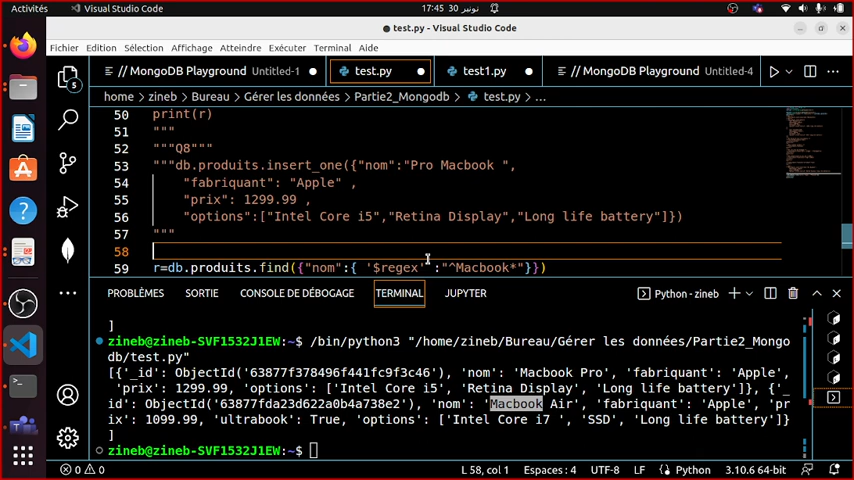 Activités
Visual Studio Code
17:45 30 نونبر
test.py - Visual Studio Code
Fichier Edition Sélection Affichage Atteindre Exécuter Terminal Aide
// MongoDB Playground Untitled-1
test.py
test1.py
// MongoDB Playground Untitled-4
home > zineb > Bureau > Gérer les données > Partie2_Mongodb > test.py > ...
50 print(r)
51 """
52 """Q8"""
53 """db.produits.insert_one({"nom":"Pro Macbook ",
54 "fabriquant": "Apple" ,
55 "prix": 1299.99 ,
56 "options":["Intel Core i5","Retina Display","Long life battery"]})
57 """
58
59 r=db.produits.find({"nom":{ '$regex' :"^Macbook*"}})
5
PROBLÈMES SORTIE CONSOLE DE DÉBOGAGE TERMINAL JUPYTER
Python - zineb
]
zineb@zineb-SVF1532J1EW:~$ /bin/python3 "/home/zineb/Bureau/Gérer les données/Partie2_Mongo
db/test.py"
[{'_id': ObjectId('63877f378496f441fc9f3c46'), 'nom': 'Macbook Pro', 'fabriquant': 'Apple',
'prix': 1299.99, 'options': ['Intel Core i5', 'Retina Display', 'Long life battery']}, {'_
id': ObjectId('63877fda23d622a0b4a738e2'), 'nom': 'Macbook Air', 'fabriquant': 'Apple', 'pr
ix': 1099.99, 'ultrabook': True, 'options': ['Intel Core i7 ', 'SSD', 'Long life battery']}
]
zineb@zineb-SVF1532J1EW:~$
0 0
L 58, col 1 Espaces : 4 UTF-8 LF Python 3.10.6 64-bit